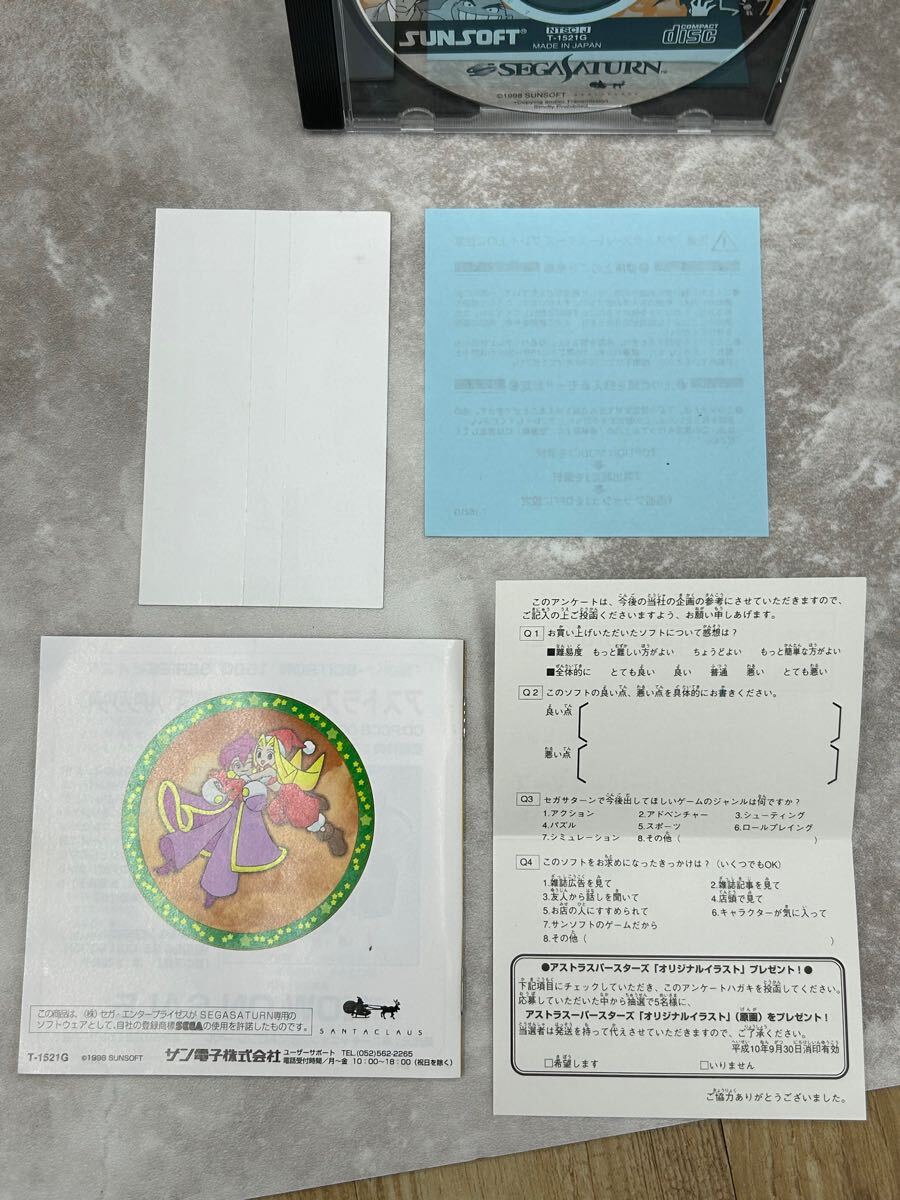 SUNSOFT®
NTSC J
T-1521G
MADE IN JAPAN
COMPACT
disc
SEGASATURN™
©1998 SUNSOFT
•Copying and/or Transmission
Strictly Prohibited.
このアンケートは、今後の当社の企画の参考にさせていただきますので、
ご記入の上ご投函くださいますよう、お願い申しあげます。
Q1 お買い上げいただいたソフトについて感想は?
■難易度 もっと難しい方がよい ちょうどよい もっと簡単な方がよい
■全体的に とても良い 良い 普通 悪い とても悪い
Q2 このソフトの良い点、悪い点を具体的にお書きください。
良い点
悪い点
Q3 セガサターンで今後出してほしいゲームのジャンルは何ですか?
1.アクション 2.アドベンチャー 3.シューティング
4.パズル 5.スポーツ 6.ロールプレイング
7.シミュレーション 8.その他( )
Q4 このソフトをお求めになったきっかけは?(いくつでもOK)
1.雑誌広告を見て 2.雑誌記事を見て
3.友人から話しを聞いて 4.店頭で見て
5.お店の人にすすめられて 6.キャラクターが気に入って
7.サンソフトのゲームだから
8.その他( )
●アストラスーパースターズ「オリジナルイラスト」プレゼント!●
下記項目にチェックしていただき、このアンケートハガキを投函してください。
応募していただいた中から抽選で5名様に、
アストラスーパースターズ「オリジナルイラスト」(原画)をプレゼント!
当選者は発送を持って代えさせていただきますので、ご了承ください。
平成10年9月30日消印有効
□希望します □いりません
ご協力ありがとうございました。
この商品は、(株)セガ・エンタープライゼスがSEGASATURN専用の
ソフトウェアとして、自社の登録商標SEGAの使用を許諾したものです。
SANTACLAUS
T-1521G ©1998 SUNSOFT サン電子株式会社 ユーザーサポート TEL.(052)562-2265
電話受付時間/月〜金 10:00〜16:00(祝日を除く)